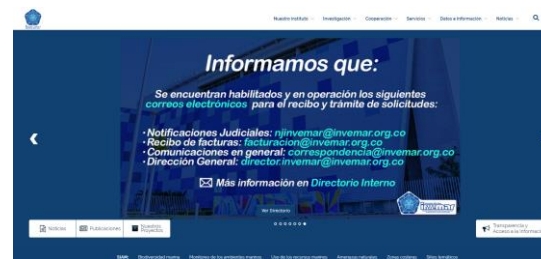 Nuestro Instituto
Investigación
Cooperación
Servicios
Datos e Información
Noticias
Informamos que:
Se encuentran habilitados y en operación los siguientes
correos electrónicos para el recibo y trámite de solicitudes:
·Notificaciones Judiciales: njinvemar@invemar.org.co
·Recibo de facturas: facturacion@invemar.org.co
·Comunicaciones en general: correspondencia@invemar.org.co
·Dirección General: director.invemar@invemar.org.co
Más información en Directorio Interno
Ver Directorio
invemar
Noticias
Publicaciones
Nuestros
Proyectos
Transparencia y
Acceso a la Informac
SIAM
Biodiversidad marina
Monitoreo de los ambientes marinos
Uso de los recursos marinos
Amenazas naturales
Zonas costeras
Sitios temáticos